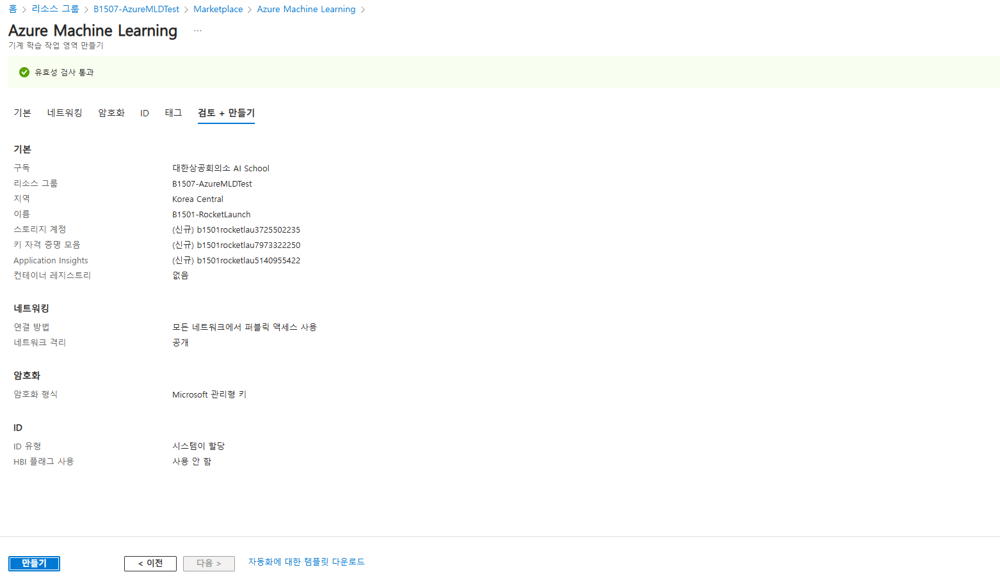 홈 > 리소스 그룹 > B1507-AzureMLDTest > Marketplace > Azure Machine Learning >
Azure Machine Learning ...
기계 학습 작업 영역 만들기
유효성 검사 통과
기본 네트워킹 암호화 ID 태그 검토 + 만들기
기본
구독 대한상공회의소 AI School
리소스 그룹 B1507-AzureMLDTest
지역 Korea Central
이름 B1501-RocketLaunch
스토리지 계정 (신규) b1501rocketlau3725502235
키 자격 증명 모음 (신규) b1501rocketlau7973322250
Application Insights (신규) b1501rocketlau5140955422
컨테이너 레지스트리 없음
네트워킹
연결 방법 모든 네트워크에서 퍼블릭 액세스 사용
네트워크 격리 공개
암호화
암호화 형식 Microsoft 관리형 키
ID
ID 유형 시스템이 할당
HBI 플래그 사용 사용 안 함
만들기 < 이전 다음 > 자동화에 대한 템플릿 다운로드